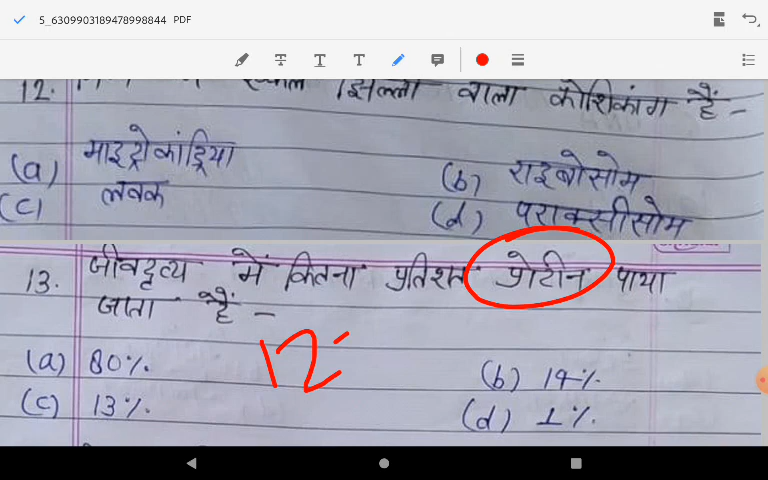 5_6309903189478998844 PDF
12. झिल्ली वाला कोशिकांग हैं -
(a) माइट्रोकांड्रिया (b) राइबोसोम
(c) लवक (d) पराक्सीसोम
13. जीवद्रव्य में कितना प्रतिशत प्रोटीन पाया
जाता हैं -
12
(a) 80%. (b) 14%.
(c) 13%. (d) 1%.